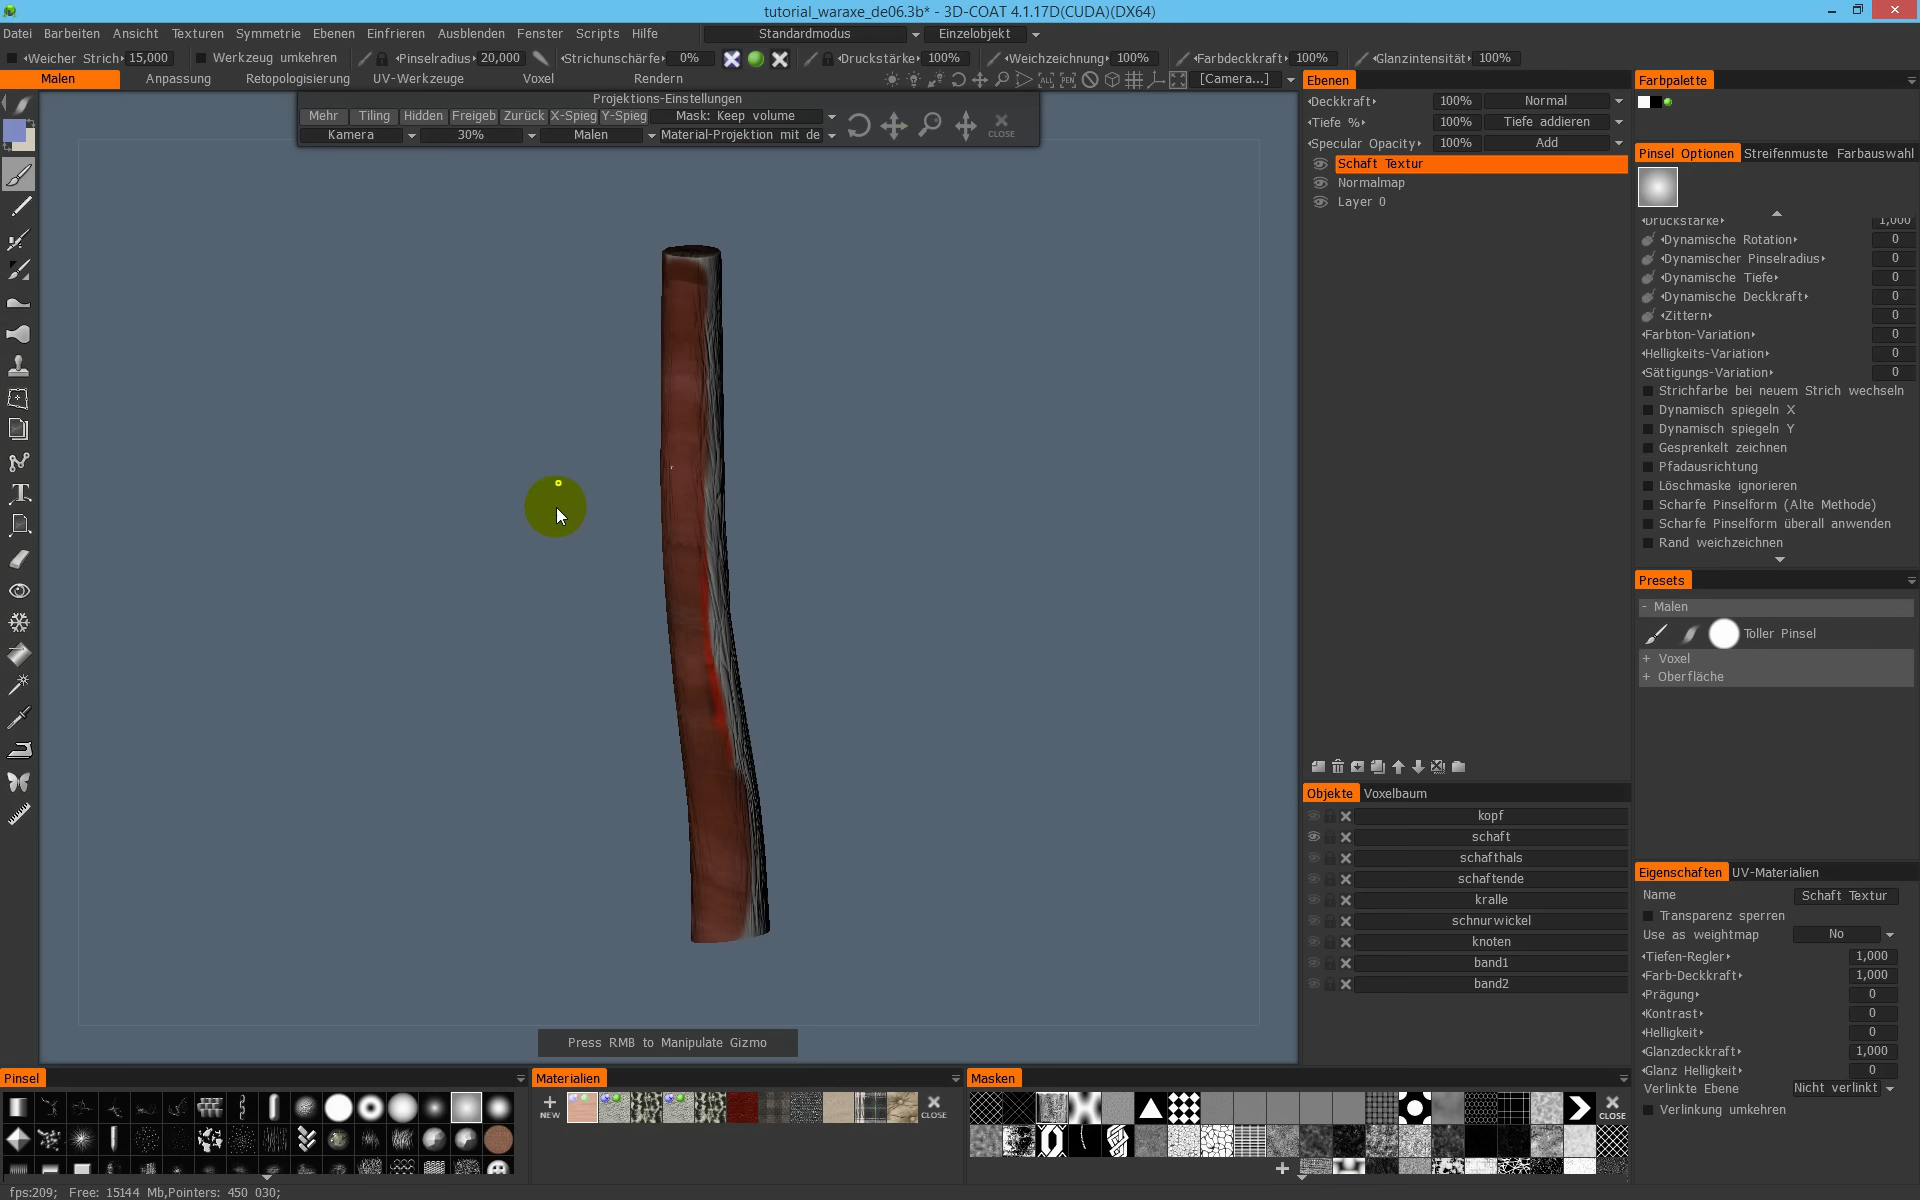 tutorial_waraxe_de06.3b* - 3D-COAT 4.1.17D(CUDA)(DX64)
Datei Bearbeiten Ansicht Texturen Symmetrie Ebenen Einfrieren Ausblenden Fenster Scripts Hilfe Standardmodus Einzelobjekt
Weicher Strich 15,000 Werkzeug umkehren Pinselradius 20,000 Strichunschärfe 0% Druckstärke 100% Weichzeichnung 100% Farbdeckkraft 100% Glanzintensität 100%
Malen Anpassung Retopologisierung UV-Werkzeuge Voxel Rendern [Camera...]
Projektions-Einstellungen
Mehr Tiling Hidden Freigeb Zurück X-Spieg Y-Spieg Mask: Keep volume
Kamera 30% Malen Material-Projektion mit de CLOSE
Press RMB to Manipulate Gizmo
Ebenen
Deckkraft 100% Normal
Tiefe % 100% Tiefe addieren
Specular Opacity 100% Add
Schaft Textur
Normalmap
Layer 0
Objekte Voxelbaum
kopf
schaft
schafthals
schaftende
kralle
schnurwickel
knoten
band1
band2
Farbpalette
Pinsel Optionen Streifenmuste Farbauswahl
Druckstärke 1,000
Dynamische Rotation 0
Dynamischer Pinselradius 0
Dynamische Tiefe 0
Dynamische Deckkraft 0
Zittern 0
Farbton-Variation 0
Helligkeits-Variation 0
Sättigungs-Variation 0
Strichfarbe bei neuem Strich wechseln
Dynamisch spiegeln X
Dynamisch spiegeln Y
Gesprenkelt zeichnen
Pfadausrichtung
Löschmaske ignorieren
Scharfe Pinselform (Alte Methode)
Scharfe Pinselform überall anwenden
Rand weichzeichnen
Presets
- Malen
Toller Pinsel
+ Voxel
+ Oberfläche
Eigenschaften UV-Materialien
Name Schaft Textur
Transparenz sperren
Use as weightmap No
Tiefen-Regler 1,000
Farb-Deckkraft 1,000
Prägung 0
Kontrast 0
Helligkeit 0
Glanzdeckkraft 1,000
Glanz Helligkeit 0
Verlinkte Ebene Nicht verlinkt
Verlinkung umkehren
Pinsel
Materialien
NEW CLOSE
Masken
CLOSE
fps:209; Free: 15144 Mb,Pointers: 450 030;